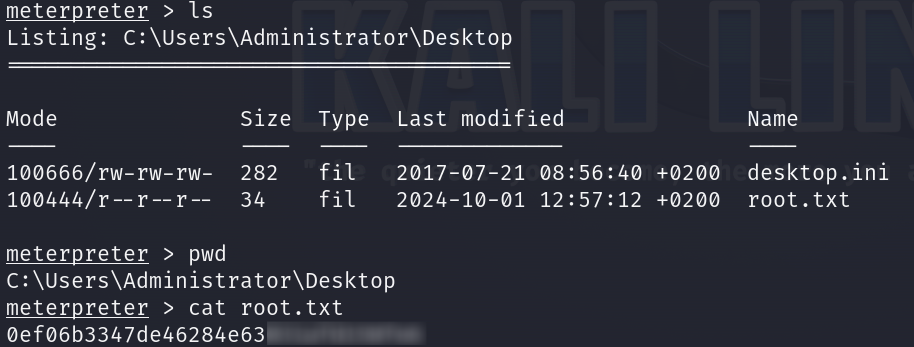 meterpreter > ls
Listing: C:\Users\Administrator\Desktop
Mode Size Type Last modified Name
100666/rw-rw-rw- 282 fil 2017-07-21 08:56:40 +0200 desktop.ini
100444/r--r--r-- 34 fil 2024-10-01 12:57:12 +0200 root.txt
meterpreter > pwd
C:\Users\Administrator\Desktop
meterpreter > cat root.txt
0ef06b3347de46284e63
KALI LIN